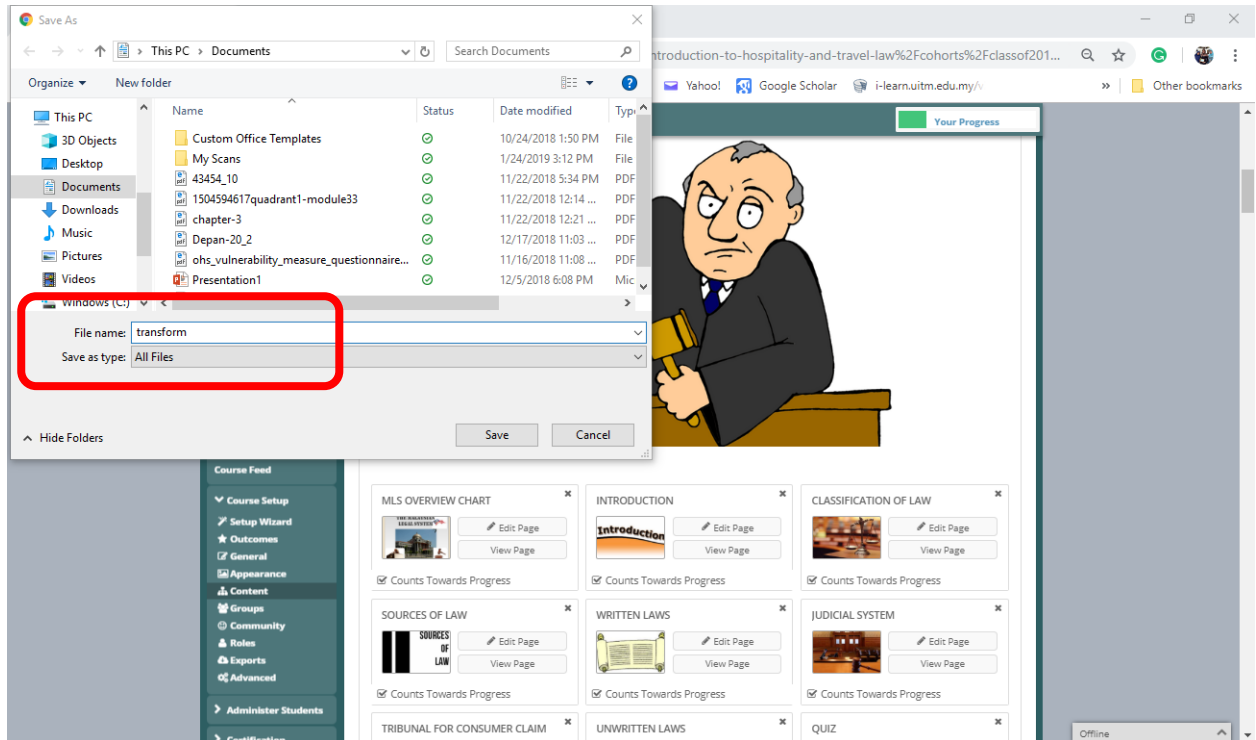 Save As
This PC > Documents
Search Documents
Organize
New folder
?
ntroduction-to-hospitality-and-travel-law%2Fcohorts%2Fclassof201...
Yahoo!
Google Scholar
i-learn.uitm.edu.my/
»
Other bookmarks
Your Progress
This PC
3D Objects
Desktop
Documents
Downloads
Music
Pictures
Videos
Windows (C:)
Name Status Date modified Typ
Custom Office Templates 10/24/2018 1:50 PM File
My Scans 1/24/2019 3:12 PM File
43454_10 11/22/2018 5:34 PM PDF
1504594617quadrant1-module33 11/22/2018 12:14 ... PDF
chapter-3 11/22/2018 12:21 ... PDF
Depan-20_2 12/17/2018 11:03 ... PDF
ohs_vulnerability_measure_questionnaire... 11/16/2018 11:08 ... PDF
Presentation1 12/5/2018 6:08 PM Mic
File name: transform
Save as type: All Files
Hide Folders
Save
Cancel
Course Feed
Course Setup
Setup Wizard
Outcomes
General
Appearance
Content
Groups
Community
Roles
Exports
Advanced
Administer Students
MLS OVERVIEW CHART
Edit Page
View Page
Counts Towards Progress
INTRODUCTION
Introduction
Edit Page
View Page
Counts Towards Progress
CLASSIFICATION OF LAW
Edit Page
View Page
Counts Towards Progress
SOURCES OF LAW
SOURCES
OF
LAW
Edit Page
View Page
Counts Towards Progress
WRITTEN LAWS
Edit Page
View Page
Counts Towards Progress
JUDICIAL SYSTEM
Edit Page
View Page
Counts Towards Progress
TRIBUNAL FOR CONSUMER CLAIM
UNWRITTEN LAWS
QUIZ
Offline